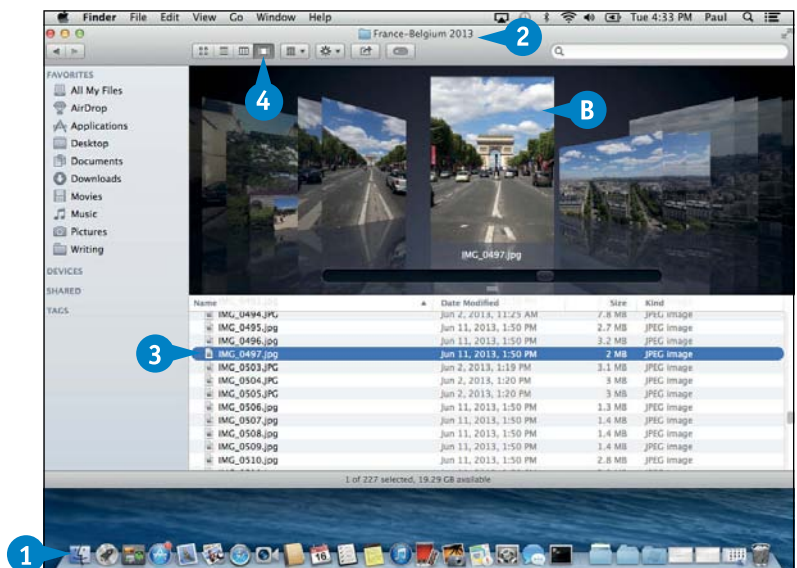 Finder File Edit View Go Window Help Tue 4:33 PM Paul
France-Belgium 2013
2
4
B
FAVORITES
All My Files
AirDrop
Applications
Desktop
Documents
Downloads
Movies
Music
Pictures
Writing
DEVICES
SHARED
TAGS
IMG_0497.jpg
Name Date Modified Size Kind
IMG_0494.JPG Jun 2, 2013, 11:25 AM 7.8 MB JPEG image
IMG_0495.jpg Jun 11, 2013, 1:50 PM 2.7 MB JPEG image
IMG_0496.jpg Jun 11, 2013, 1:50 PM 3.2 MB JPEG image
3 IMG_0497.jpg Jun 11, 2013, 1:50 PM 2 MB JPEG image
IMG_0503.JPG Jun 2, 2013, 1:19 PM 3.1 MB JPEG image
IMG_0504.JPG Jun 2, 2013, 1:20 PM 3 MB JPEG image
IMG_0505.JPG Jun 2, 2013, 1:20 PM 3 MB JPEG image
IMG_0506.jpg Jun 11, 2013, 1:50 PM 1.3 MB JPEG image
IMG_0507.jpg Jun 11, 2013, 1:50 PM 1.4 MB JPEG image
IMG_0508.jpg Jun 11, 2013, 1:50 PM 1.4 MB JPEG image
IMG_0509.jpg Jun 11, 2013, 1:50 PM 1.4 MB JPEG image
IMG_0510.jpg Jun 11, 2013, 1:50 PM 2.8 MB JPEG image
1 of 227 selected, 19.29 GB available
1
16